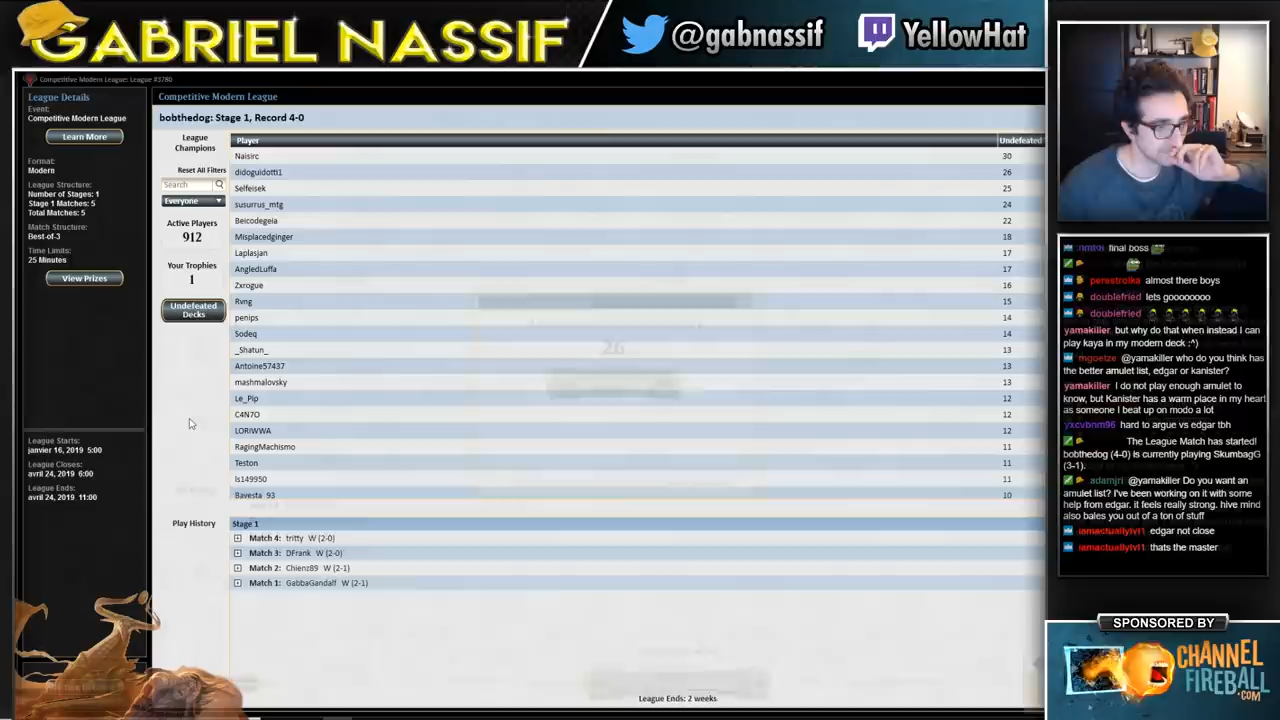 GABRIEL NASSIF
@gabnassif
YellowHat
Competitive Modern League: League #3780
League Details
Event:
Competitive Modern League
Learn More
Format:
Modern
League Structure:
Number of Stages: 1
Stage 1 Matches: 5
Total Matches: 5
Match Structure:
Best-of-3
Time Limits:
25 Minutes
View Prizes
League Starts:
janvier 16, 2019 5:00
League Closes:
avril 24, 2019 6:00
League Ends:
avril 24, 2019 11:00
Competitive Modern League
bobthedog: Stage 1, Record 4-0
League
Champions
Reset All Filters
Search
Everyone
Active Players
912
Your Trophies
1
Undefeated
Decks
Player Undefeated
Naisirc 30
didoguidotti1 26
Selfeisek 25
susurrus_mtg 24
Beicodegeia 22
Misplacedginger 18
Laplasjan 17
AngledLuffa 17
Zxrogue 16
Rvng 15
penips 14
Sodeq 14
_Shatun_ 13
Antoine57437 13
mashmalovsky 13
Le_Pip 12
C4N7O 12
LORIWWA 12
RagingMachismo 11
Teston 11
ls149950 11
Bavesta_93 10
Play History
Stage 1
Match 4: tritty W (2-0)
Match 3: DFrank W (2-0)
Match 2: Chienz89 W (2-1)
Match 1: GabbaGandalf W (2-1)
League Ends: 2 weeks
26
final boss
perestroika almost there boys
doublefried lets gooooooo
doublefried
yamakiller but why do that when instead I can
play kaya in my modern deck :^)
mgoetze @yamakiller who do you think has
the better amulet list, edgar or kanister?
yamakiller I do not play enough amulet to
know, but Kanister has a warm place in my heart
as someone I beat up on modo a lot
yxcvbnm96 hard to argue vs edgar tbh
The League Match has started!
bobthedog (4-0) is currently playing SkumbagG
(3-1).
adamjri @yamakiller Do you want an
amulet list? I've been working on it with some
help from edgar. it feels really strong. hive mind
also bales you out of a ton of stuff
iamactuallylvl1 edgar not close
iamactuallylvl1 thats the master
SPONSORED BY
CHANNEL
FIREBALL
.COM